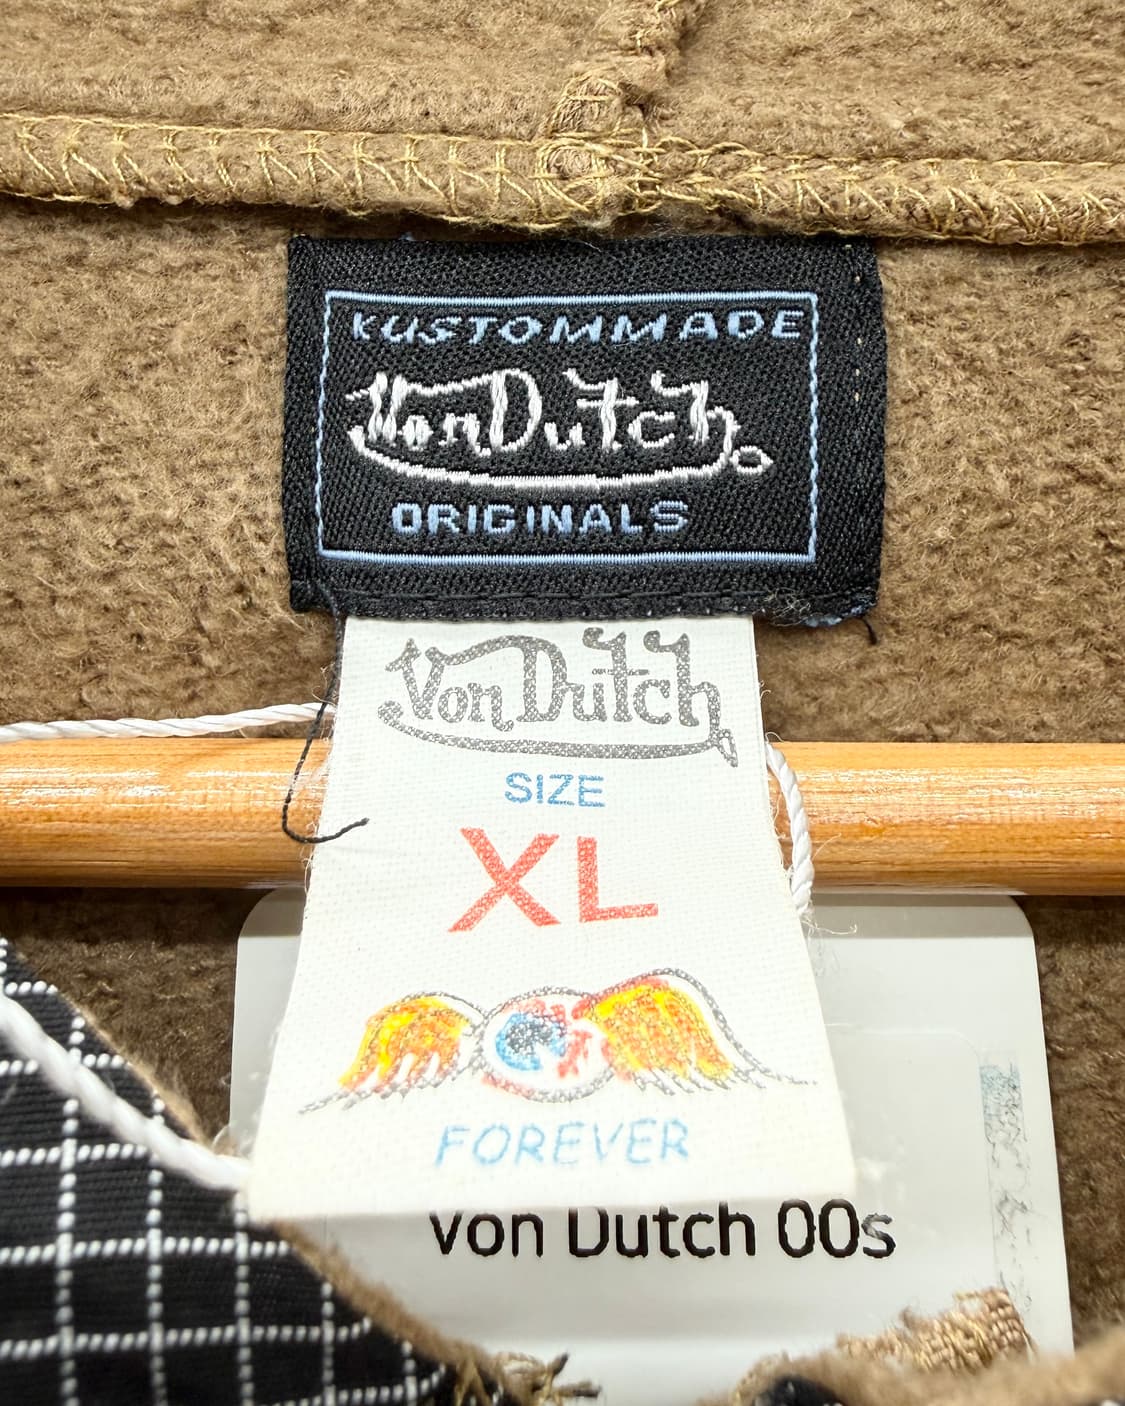 KUSTOMMADE
Von Dutch
ORIGINALS
Von Dutch
SIZE
XL
FOREVER
Von Dutch 00s